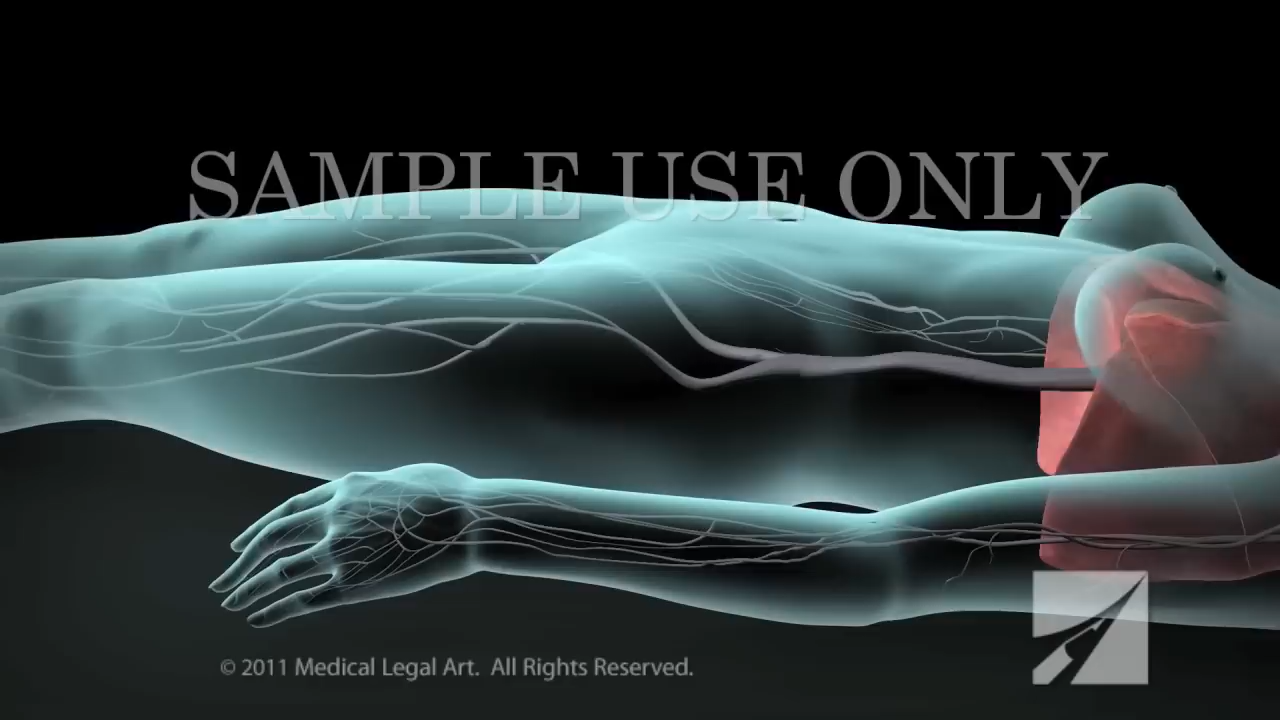 SAMPLE USE ONLY
© 2011 Medical Legal Art. All Rights Reserved.